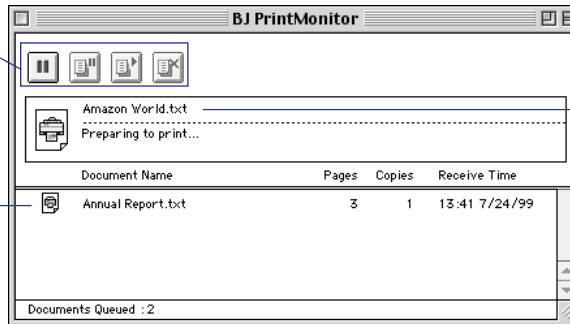 BJ PrintMonitor
Amazon World.txt
Preparing to print...
Document Name Pages Copies Receive Time
Annual Report.txt 3 1 13:41 7/24/99
Documents Queued : 2